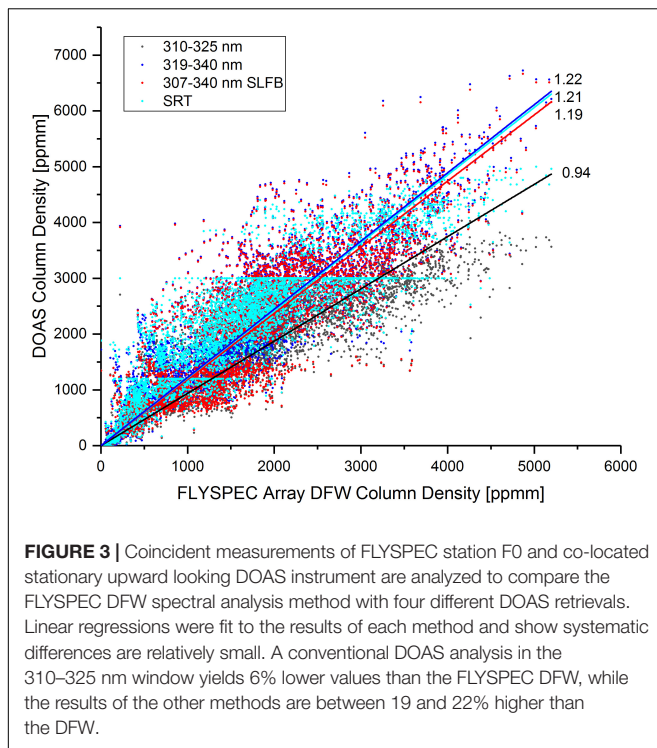 7000
6000
5000
4000
3000
2000
1000
0
DOAS Column Density [ppmm]
310-325 nm
319-340 nm
307-340 nm SLFB
SRT
1.22
1.21
1.19
0.94
0 1000 2000 3000 4000 5000 6000
FLYSPEC Array DFW Column Density [ppmm]
FIGURE 3 | Coincident measurements of FLYSPEC station F0 and co-located
stationary upward looking DOAS instrument are analyzed to compare the
FLYSPEC DFW spectral analysis method with four different DOAS retrievals.
Linear regressions were fit to the results of each method and show systematic
differences are relatively small. A conventional DOAS analysis in the
310–325 nm window yields 6% lower values than the FLYSPEC DFW, while
the results of the other methods are between 19 and 22% higher than
the DFW.